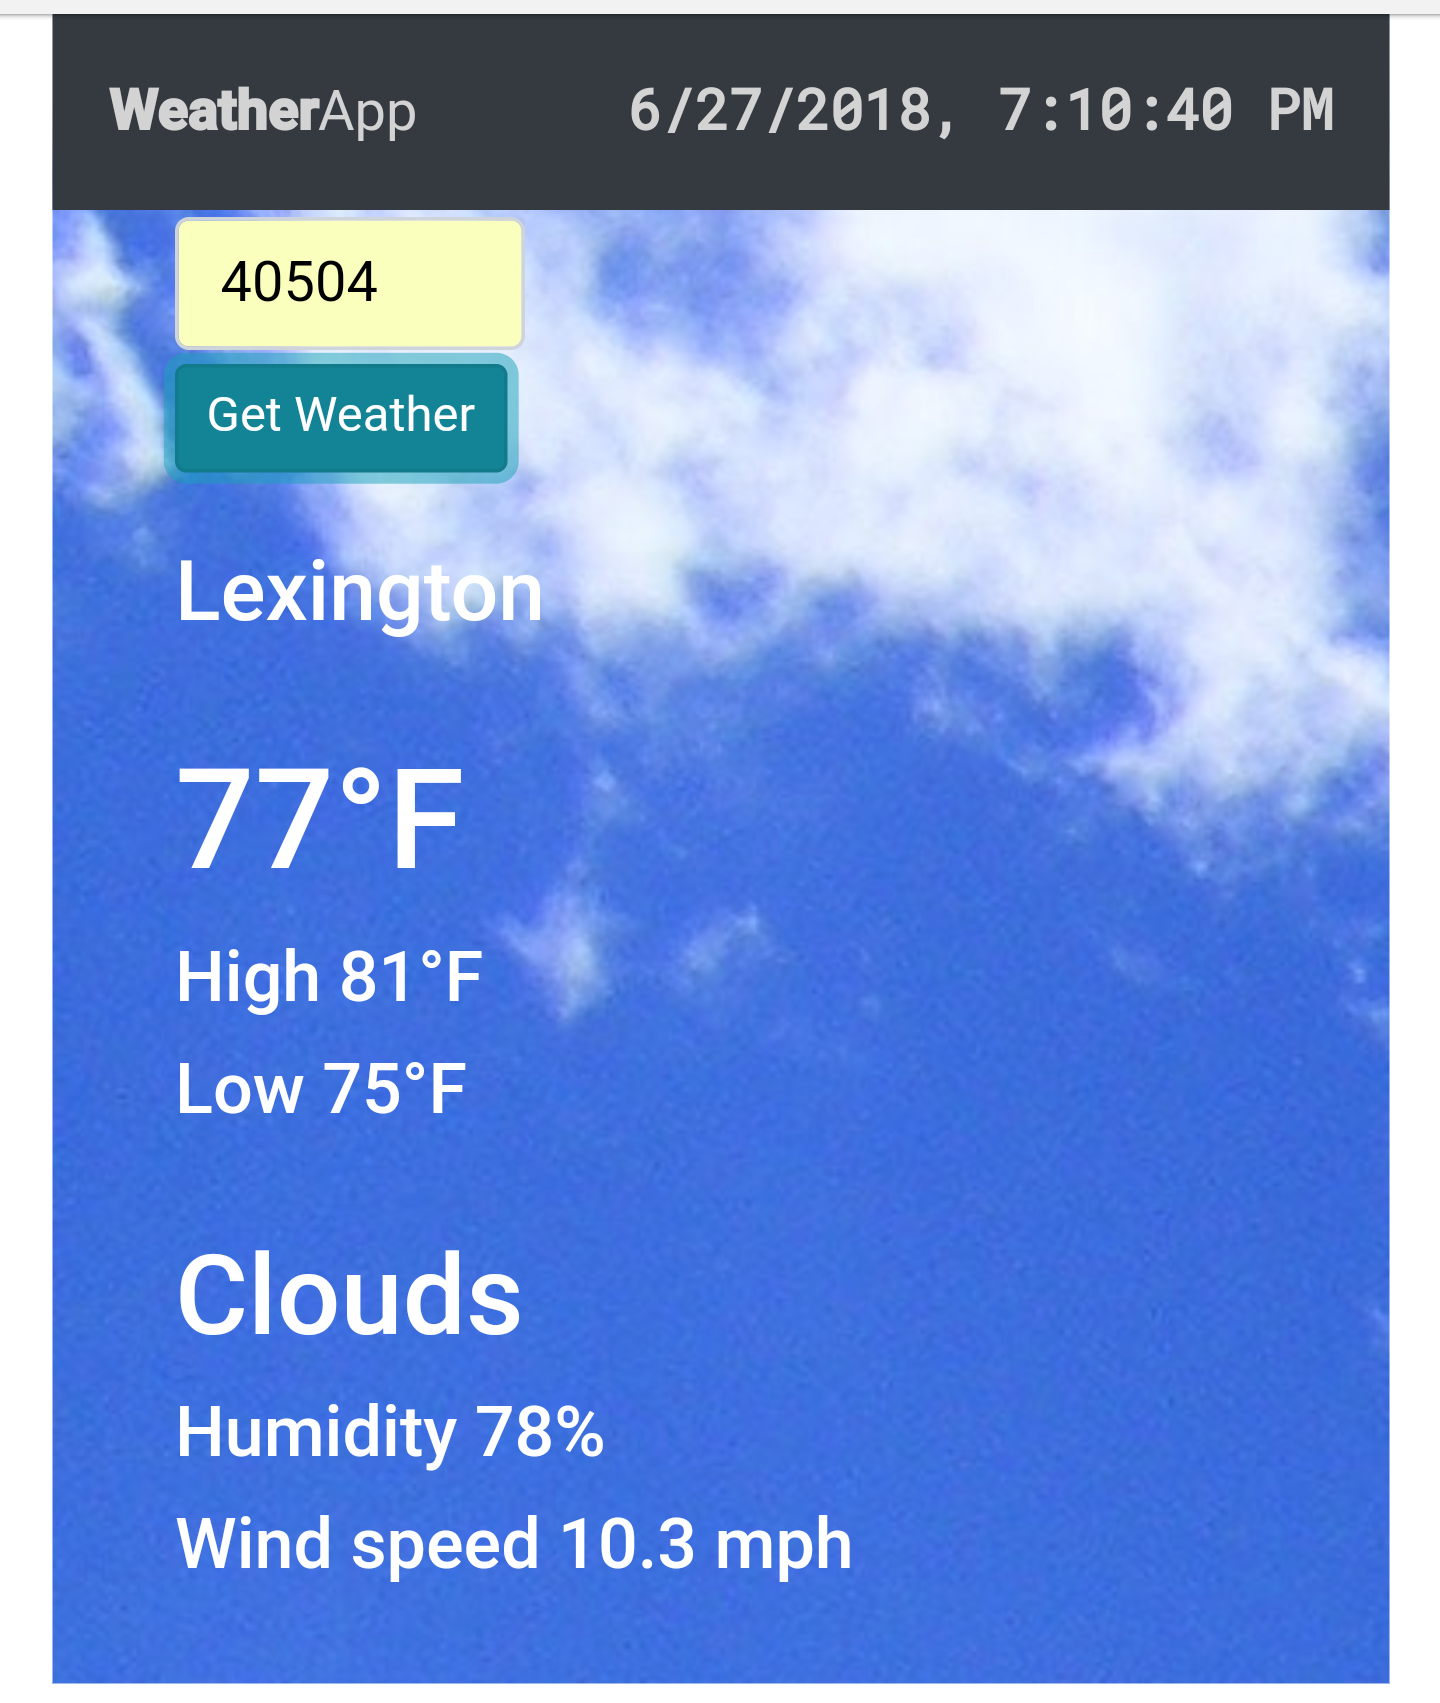 WeatherApp 6/27/2018, 7:10:40 PM
40504
Get Weather
Lexington
77°F
High 81°F
Low 75°F
Clouds
Humidity 78%
Wind speed 10.3 mph